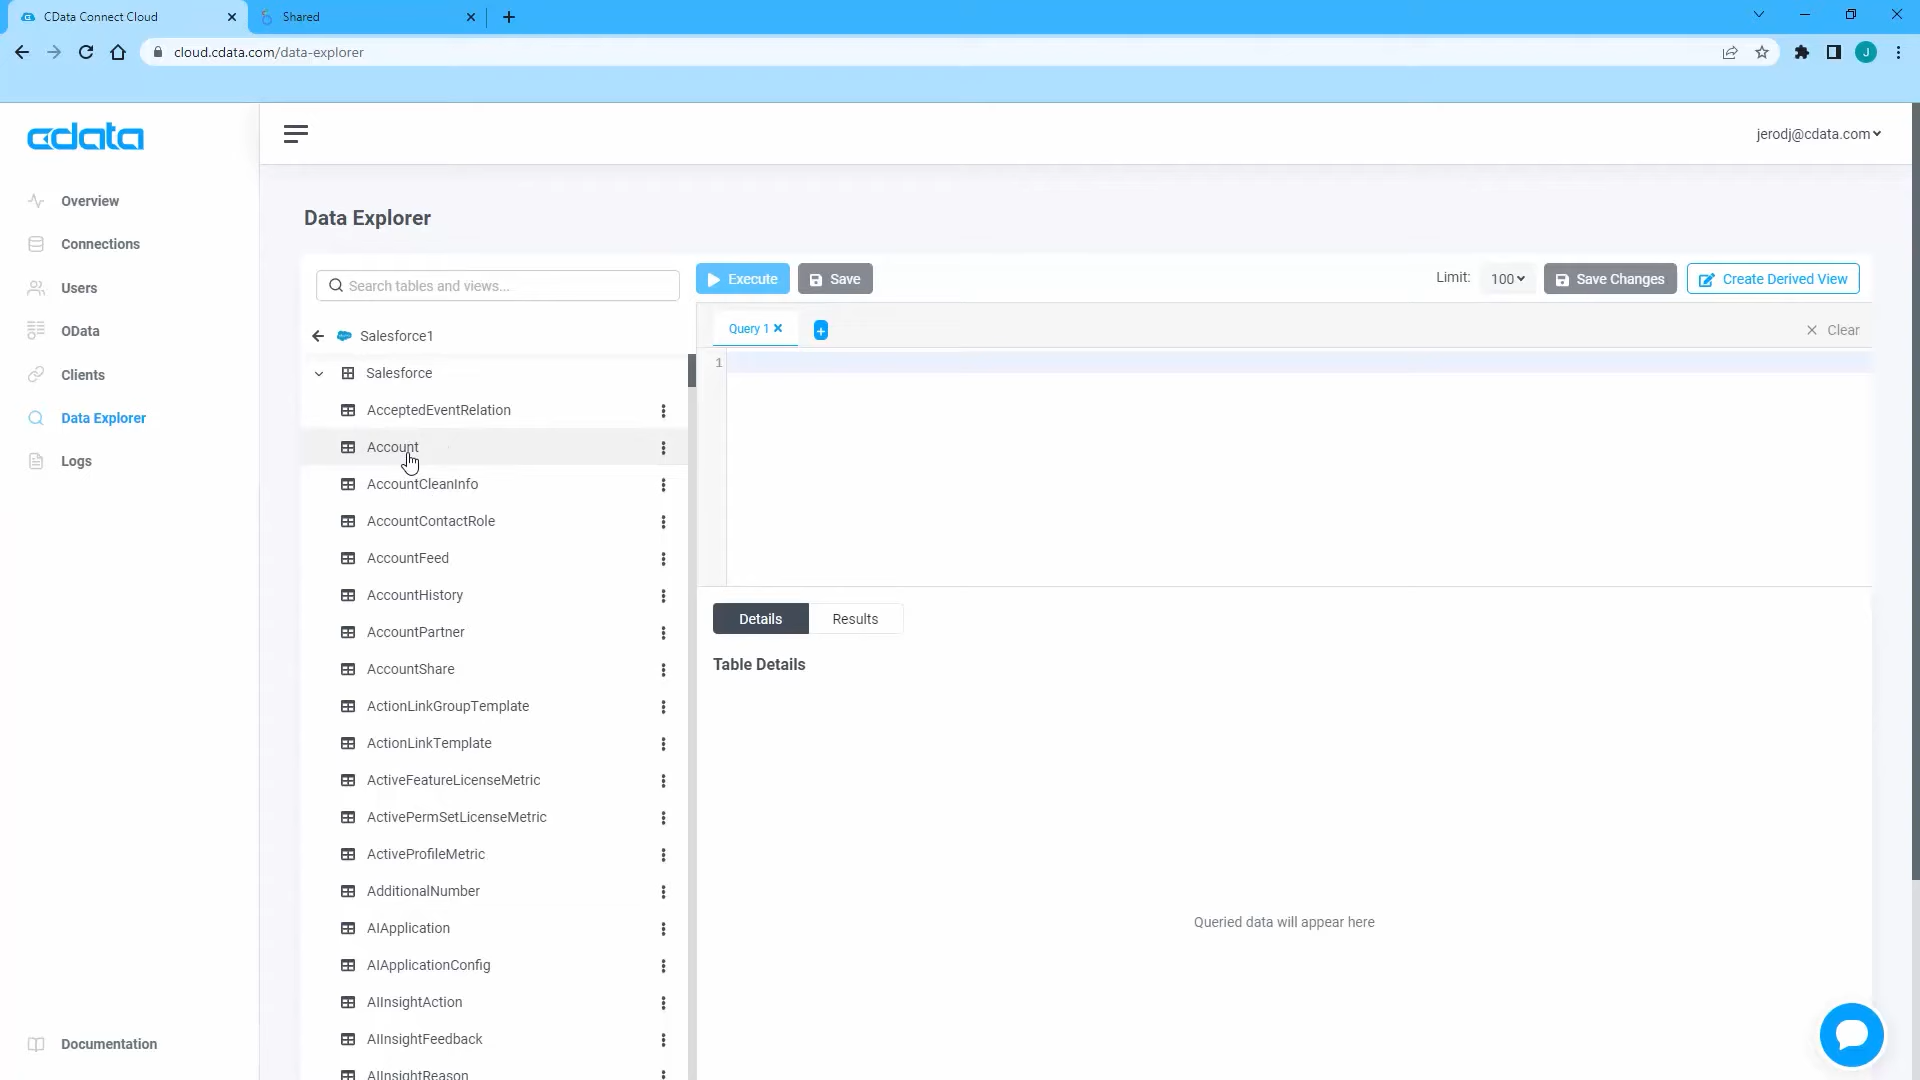 CData Connect Cloud
Shared
cloud.cdata.com/data-explorer
J
cdata
jerodj@cdata.com
Overview
Connections
Users
OData
Clients
Data Explorer
Logs
Documentation
Data Explorer
Search tables and views...
Execute
Save
Limit:
100
Save Changes
Create Derived View
Salesforce1
Query 1
Clear
1
Salesforce
AcceptedEventRelation
Account
AccountCleanInfo
AccountContactRole
AccountFeed
AccountHistory
AccountPartner
AccountShare
ActionLinkGroupTemplate
ActionLinkTemplate
ActiveFeatureLicenseMetric
ActivePermSetLicenseMetric
ActiveProfileMetric
AdditionalNumber
AIApplication
AIApplicationConfig
AIInsightAction
AIInsightFeedback
AIInsightReason
Details
Results
Table Details
Queried data will appear here